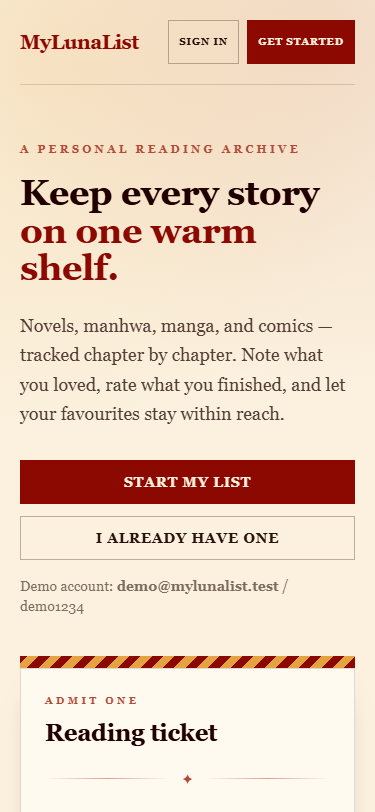 MyLunaList
SIGN IN
GET STARTED
A PERSONAL READING ARCHIVE
Keep every story
on one warm
shelf.
Novels, manhwa, manga, and comics —
tracked chapter by chapter. Note what
you loved, rate what you finished, and let
your favourites stay within reach.
START MY LIST
I ALREADY HAVE ONE
Demo account: demo@mylunalist.test /
demo1234
ADMIT ONE
Reading ticket